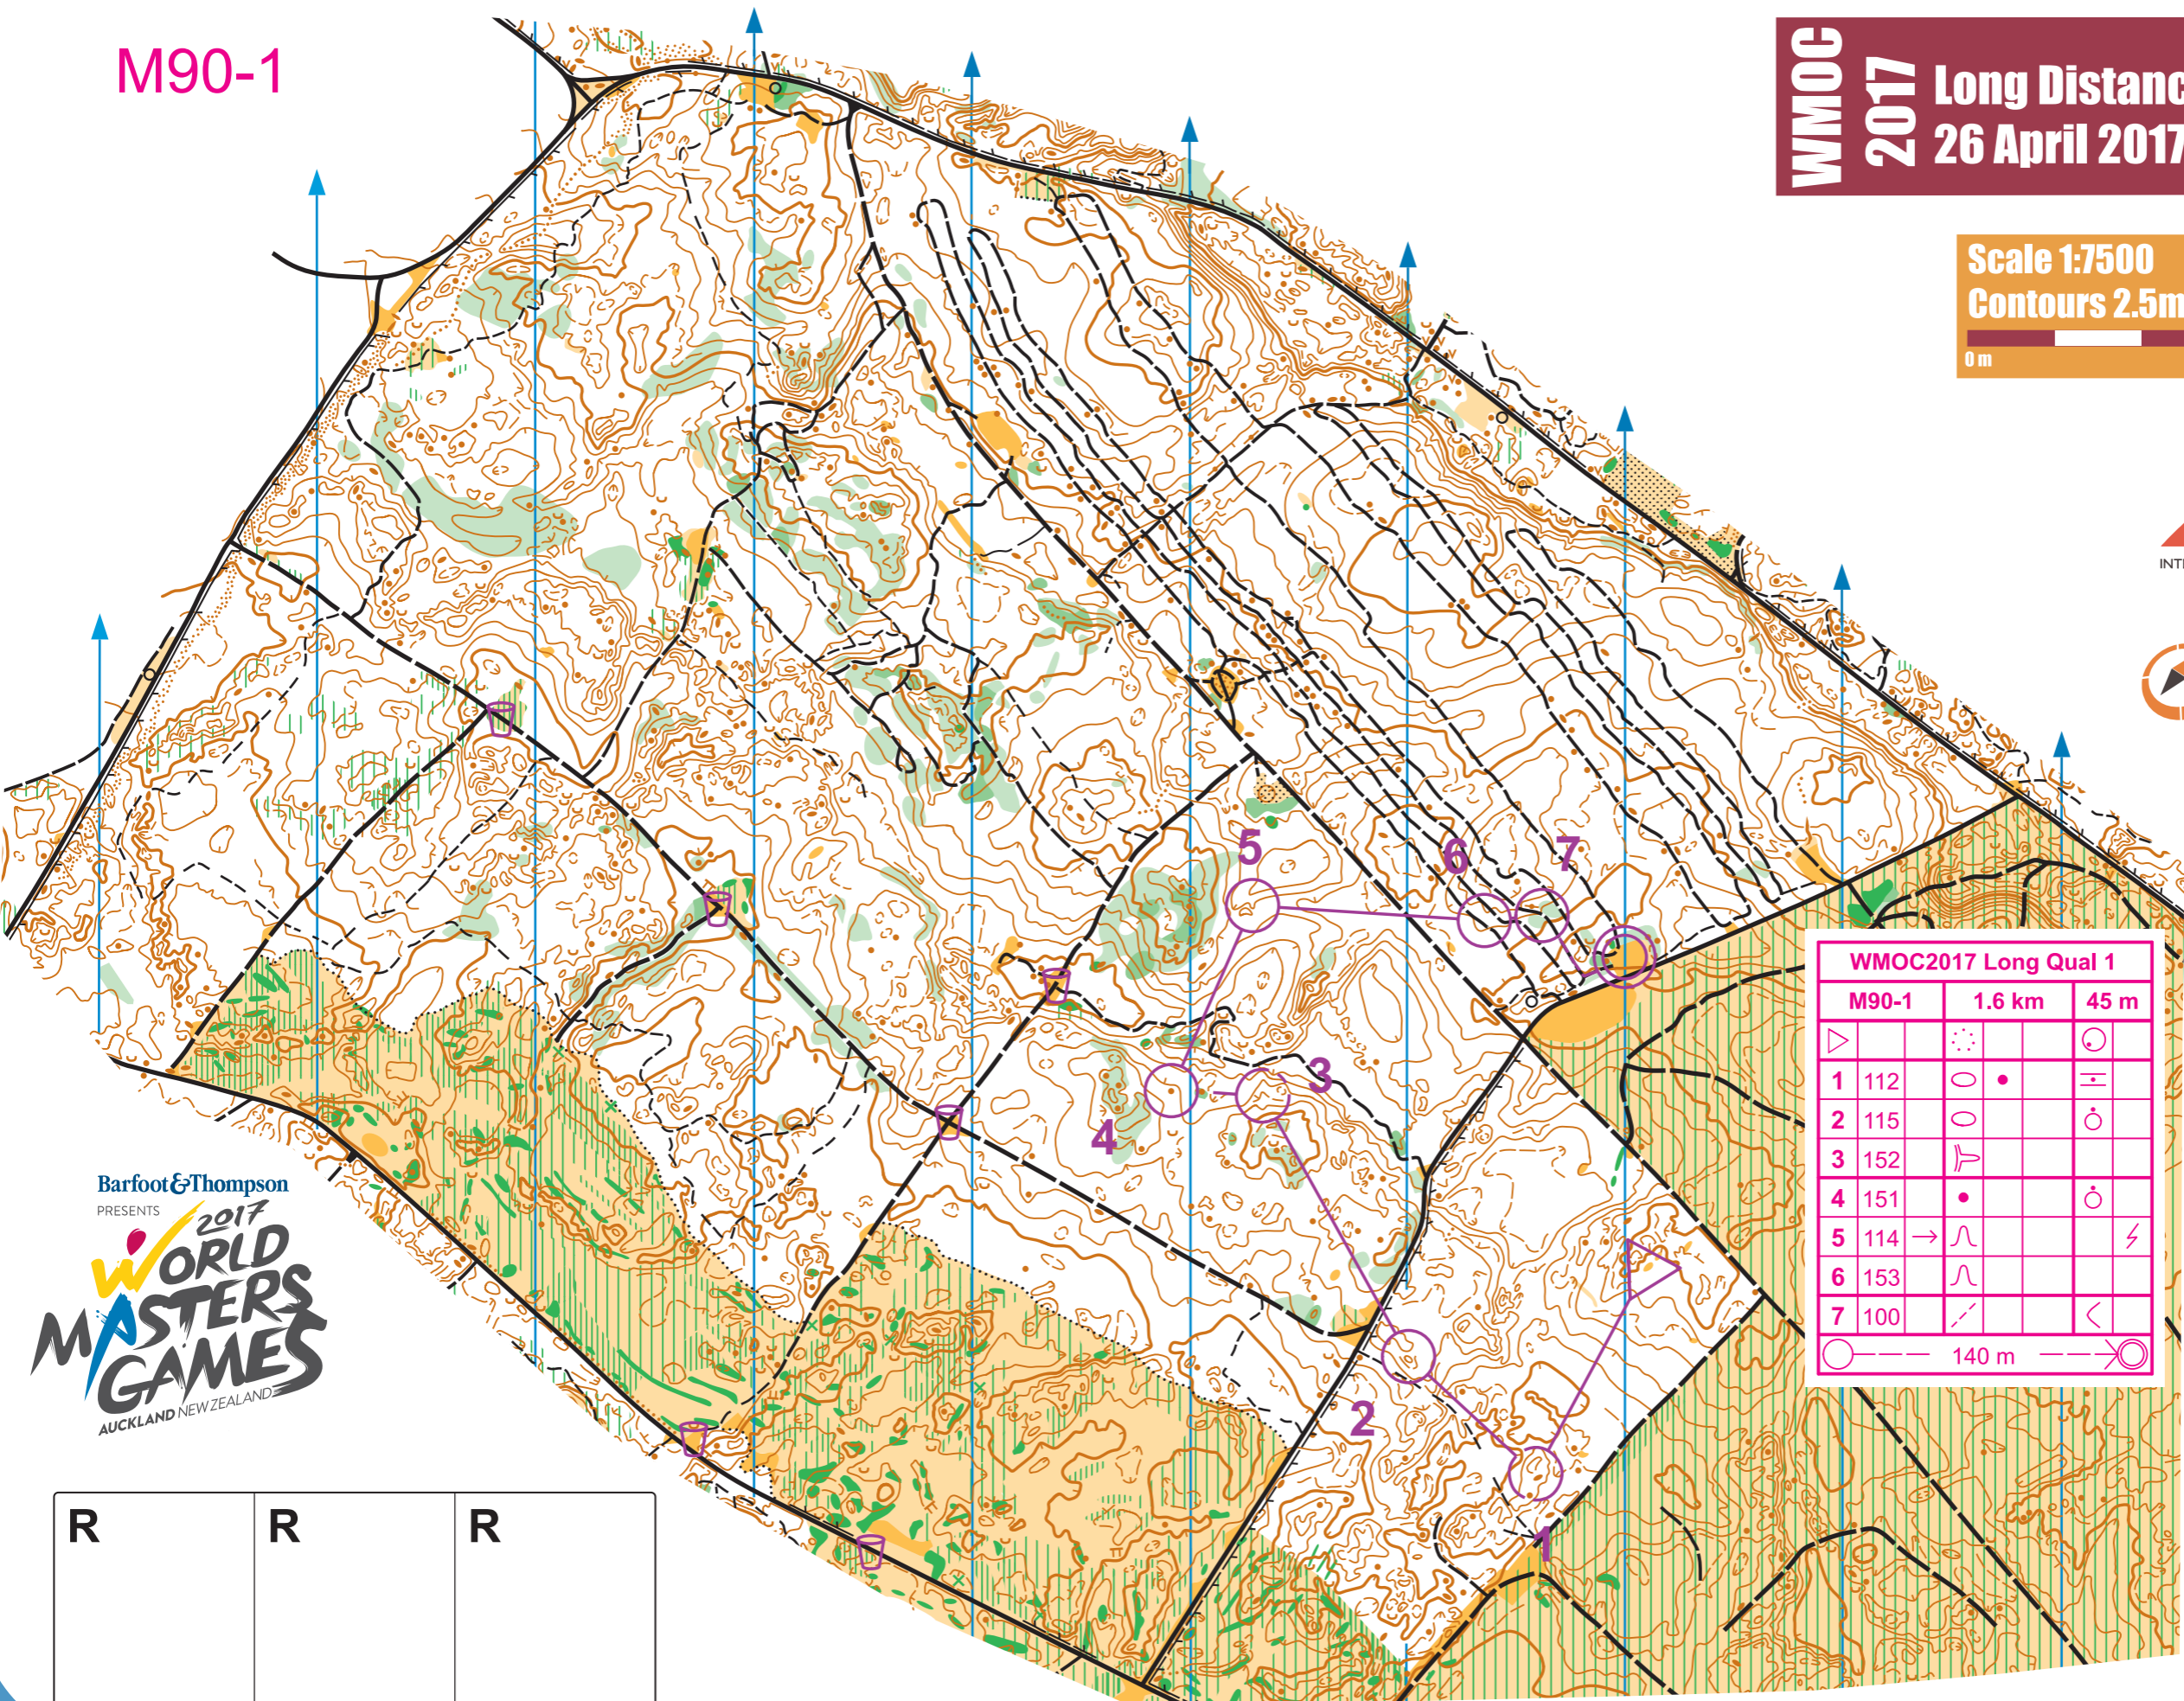 M90-1
WMOC
2017
Long Distanc
26 April 2017
Scale 1:7500
Contours 2.5m
0 m
INTE
5
6
7
3
4
2
1
WMOC2017 Long Qual 1
M90-1 1.6 km 45 m
1 112
2 115
3 152
4 151
5 114
6 153
7 100
140 m
Barfoot&Thompson
PRESENTS
2017
WORLD
MASTERS
GAMES
AUCKLAND NEW ZEALAND
R R R